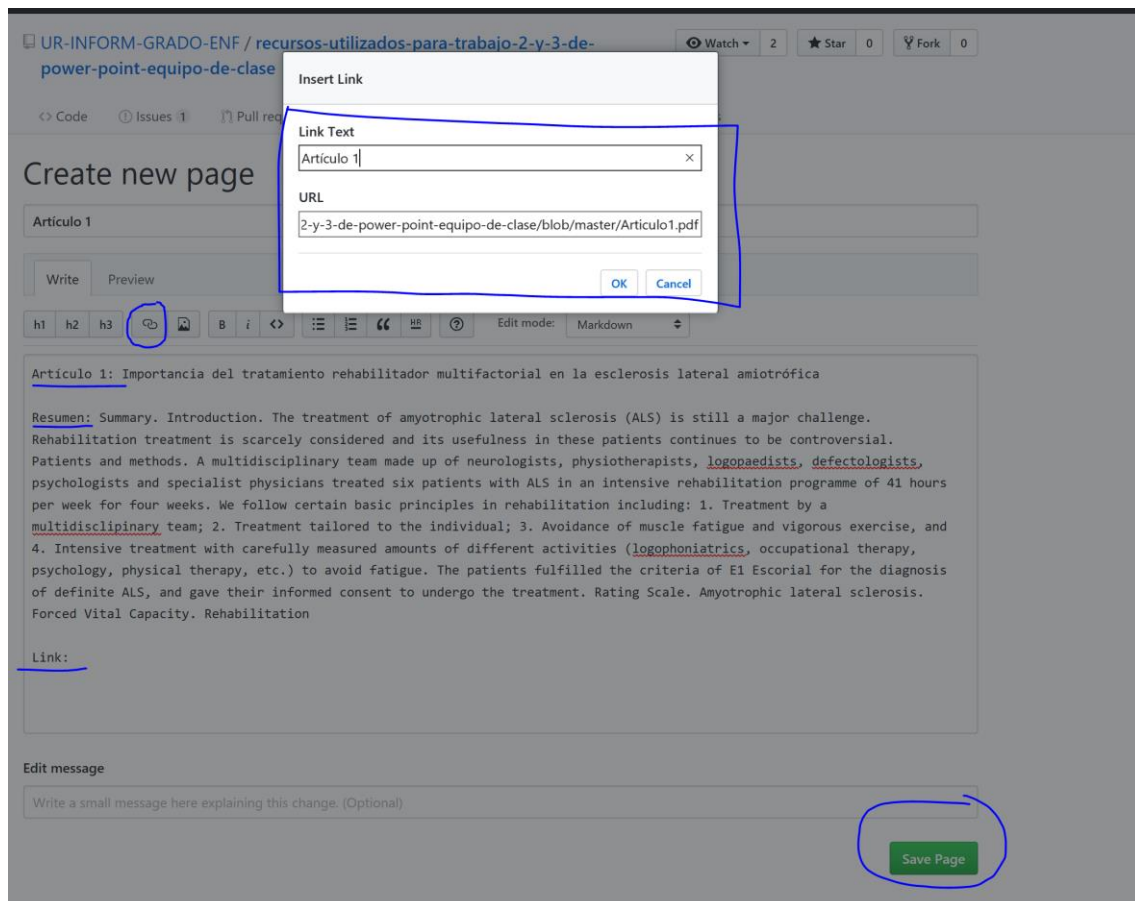 UR-INFORM-GRADO-ENF / recursos-utilizados-para-trabajo-2-y-3-de-
power-point-equipo-de-clase
Watch 2 Star 0 Fork 0
Code Issues 1 Pull req
Insert Link
Link Text
Artículo 1
URL
2-y-3-de-power-point-equipo-de-clase/blob/master/Articulo1.pdf
OK Cancel
Create new page
Artículo 1
Write Preview
h1 h2 h3 B i <> HR ? Edit mode: Markdown
Artículo 1: Importancia del tratamiento rehabilitador multifactorial en la esclerosis lateral amiotrófica
Resumen: Summary. Introduction. The treatment of amyotrophic lateral sclerosis (ALS) is still a major challenge.
Rehabilitation treatment is scarcely considered and its usefulness in these patients continues to be controversial.
Patients and methods. A multidisciplinary team made up of neurologists, physiotherapists, logopaedists, defectologists,
psychologists and specialist physicians treated six patients with ALS in an intensive rehabilitation programme of 41 hours
per week for four weeks. We follow certain basic principles in rehabilitation including: 1. Treatment by a
multidisclipinary team; 2. Treatment tailored to the individual; 3. Avoidance of muscle fatigue and vigorous exercise, and
4. Intensive treatment with carefully measured amounts of different activities (logophoniatrics, occupational therapy,
psychology, physical therapy, etc.) to avoid fatigue. The patients fulfilled the criteria of E1 Escorial for the diagnosis
of definite ALS, and gave their informed consent to undergo the treatment. Rating Scale. Amyotrophic lateral sclerosis.
Forced Vital Capacity. Rehabilitation
Link:
Edit message
Write a small message here explaining this change. (Optional)
Save Page